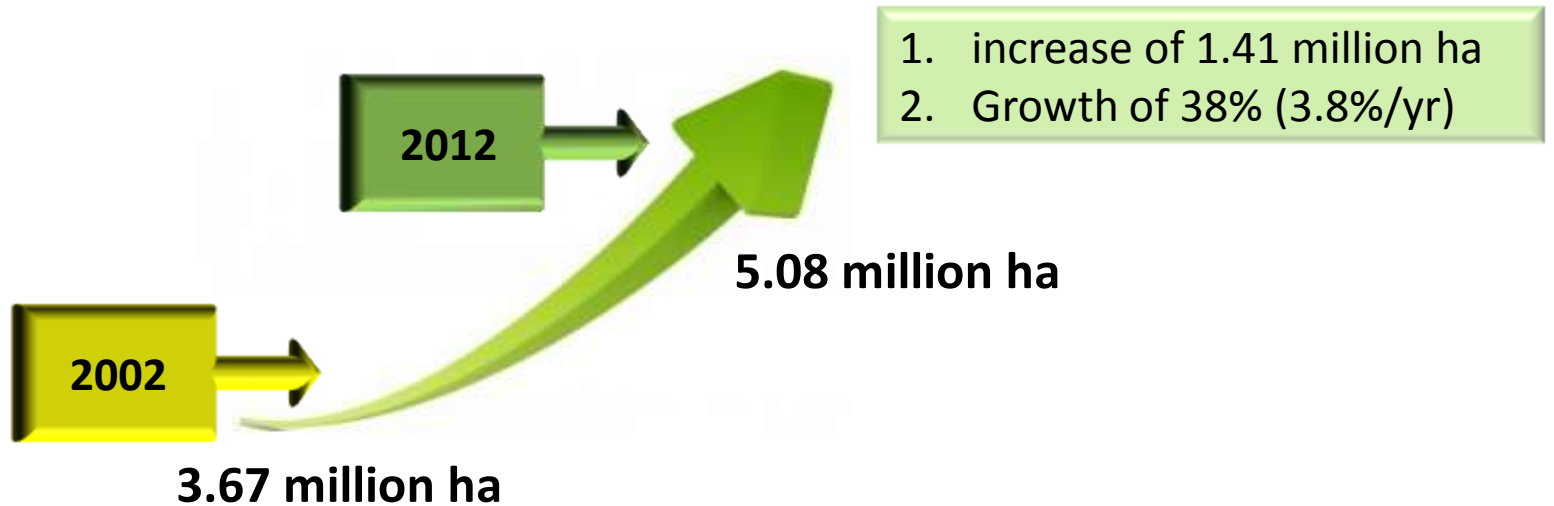 1. increase of 1.41 million ha
2. Growth of 38% (3.8%/yr)
2012
5.08 million ha
2002
3.67 million ha